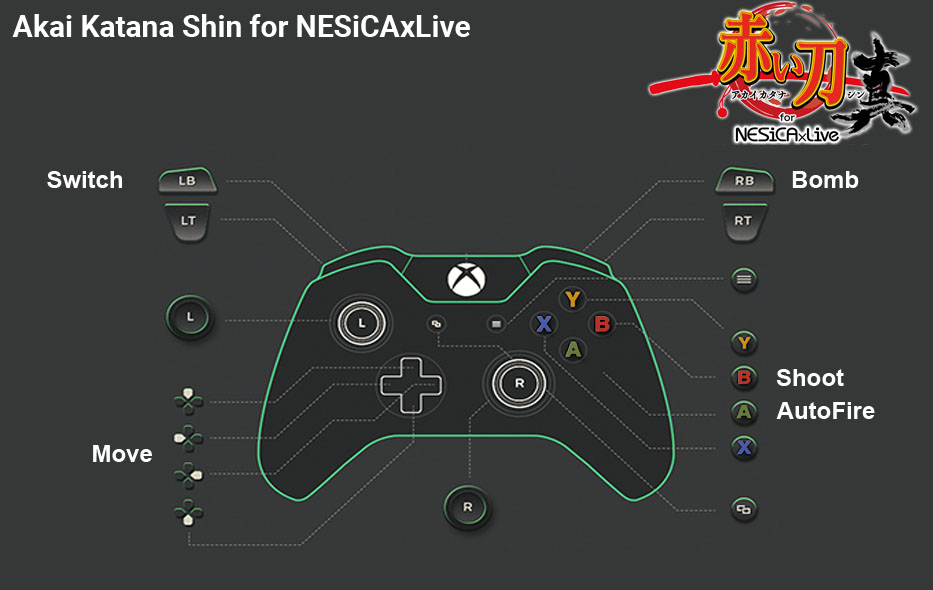 Akai Katana Shin for NESiCAxLive
赤い刀 真
アカイカタナ シン
for
NESiCAxLive
Switch
LB
RB
Bomb
LT
RT
L
L
Y
X
B
A
R
Y
B
Shoot
A
AutoFire
X
Move
R